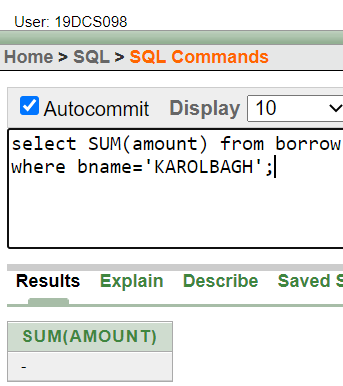 User: 19DCS098
Home > SQL > SQL Commands
Autocommit Display 10
select SUM(amount) from borrow
where bname='KAROLBAGH';
Results Explain Describe Saved S
SUM(AMOUNT)
-